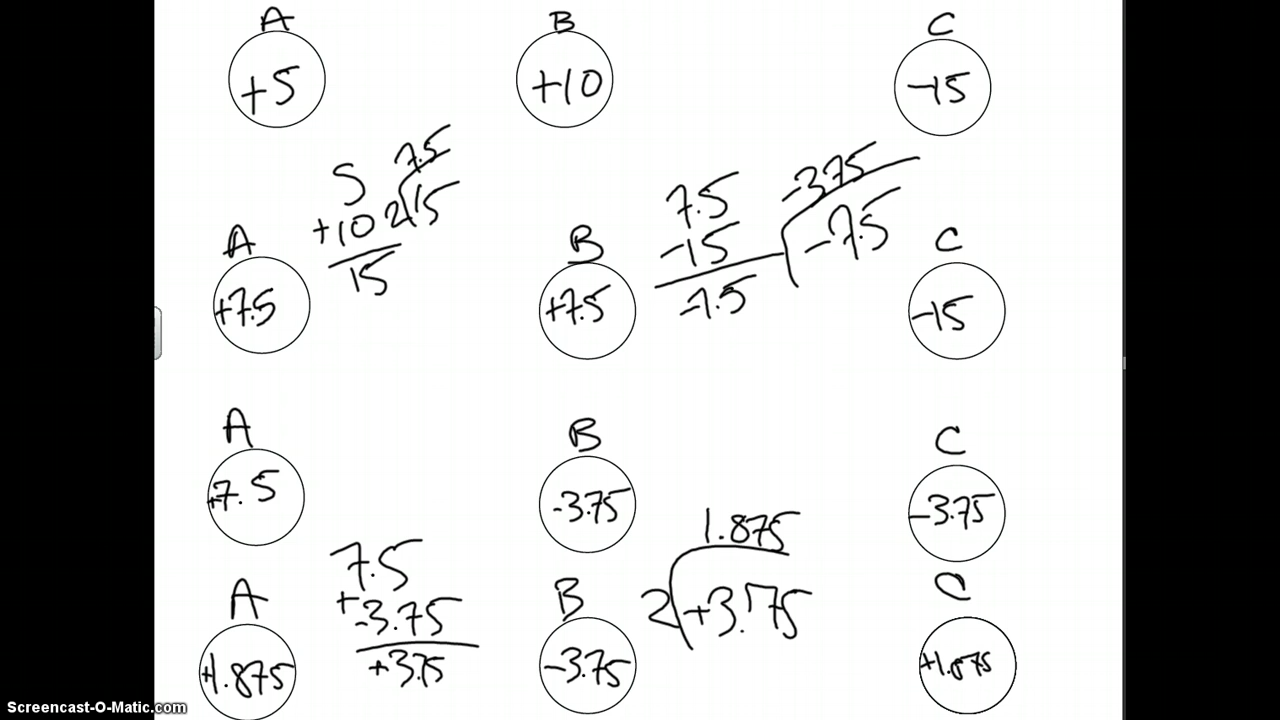 A B C
+5 +10 -15
5 7.5
+10 2 15
15
7.5 -3.75
-15 -7.5
-7.5
A B C
+7.5 +7.5 -15
A B C
+7.5 -3.75 -3.75
7.5
+ -3.75
+3.75
1.875
2 +3.75
A B C
+1.875 -3.75 +1.875
Screencast-O-Matic.com